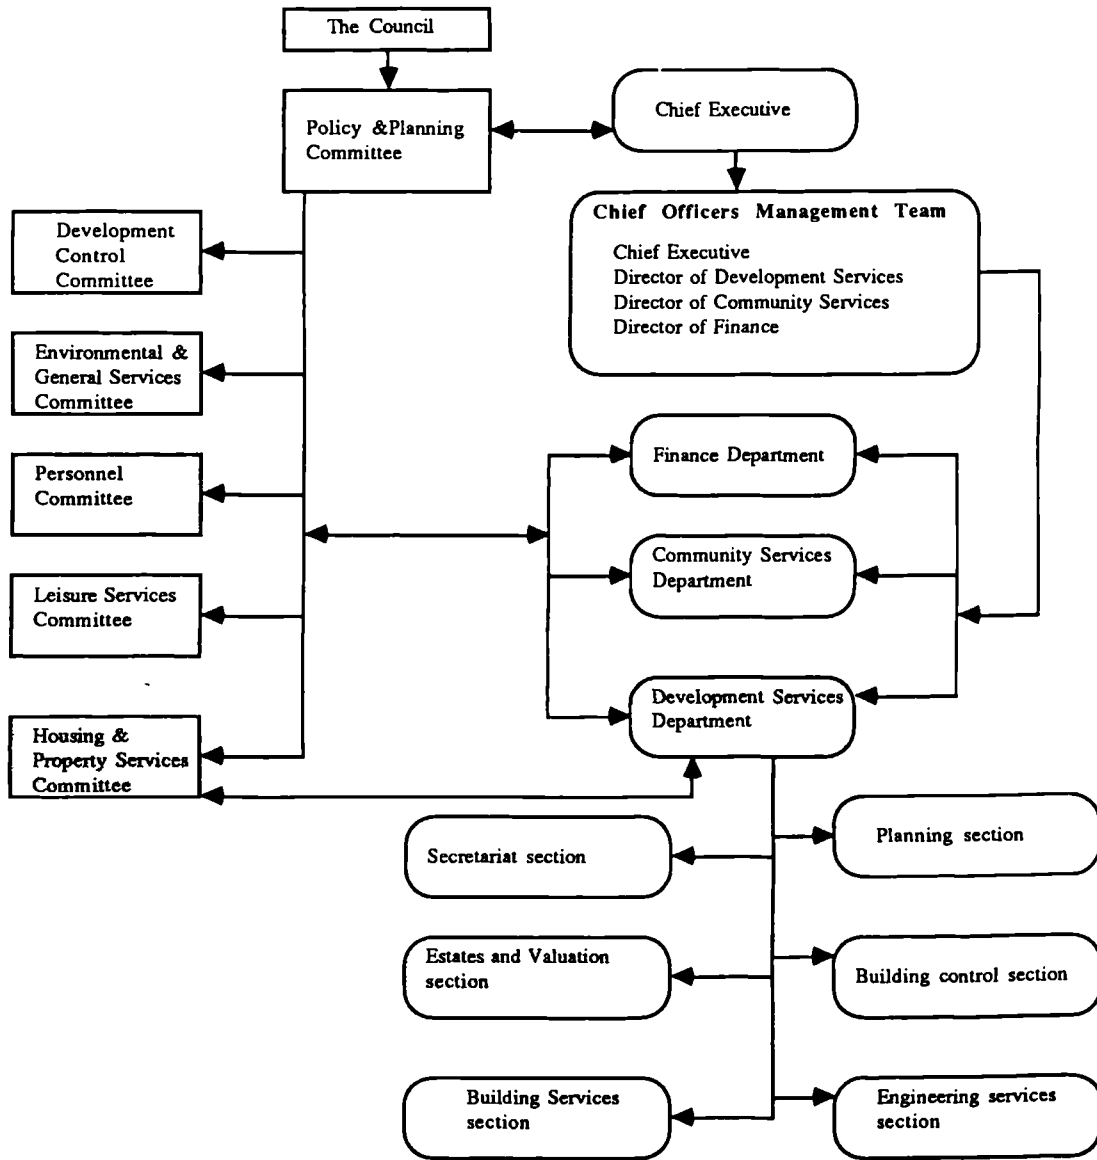 The Council
Policy &Planning
Committee
Chief Executive
Chief Officers Management Team
Chief Executive
Director of Development Services
Director of Community Services
Director of Finance
Development
Control
Committee
Environmental &
General Services
Committee
Personnel
Committee
Leisure Services
Committee
Housing &
Property Services
Committee
Finance Department
Community Services
Department
Development Services
Department
Secretariat section
Planning section
Estates and Valuation
section
Building control section
Building Services
section
Engineering services
section